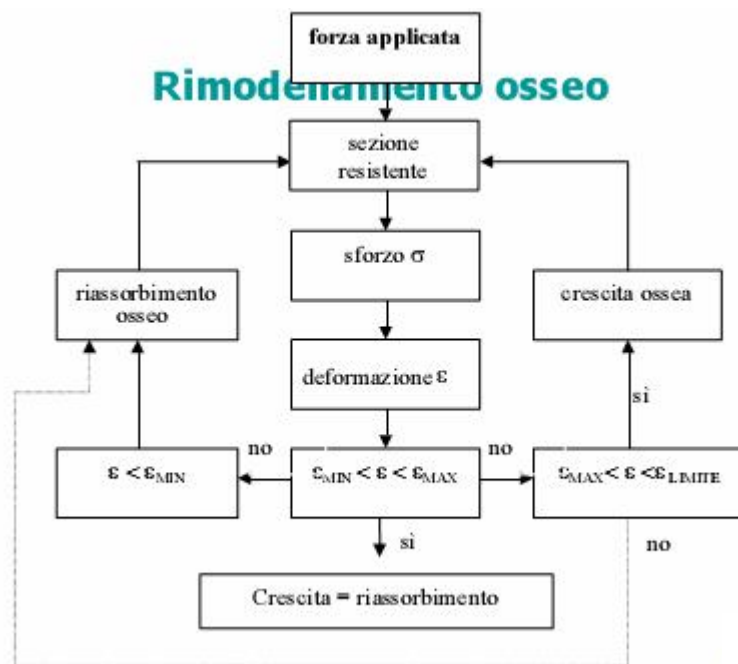 forza applicata
Rimodellamento osseo
sezione
resistente
sforzo σ
riassorbimento
osseo
crescita ossea
deformazione ε
sì
no
no
ε < εMIN
εMIN < ε < εMAX
εMAX< ε <εLIMITE
sì
no
Crescita = riassorbimento